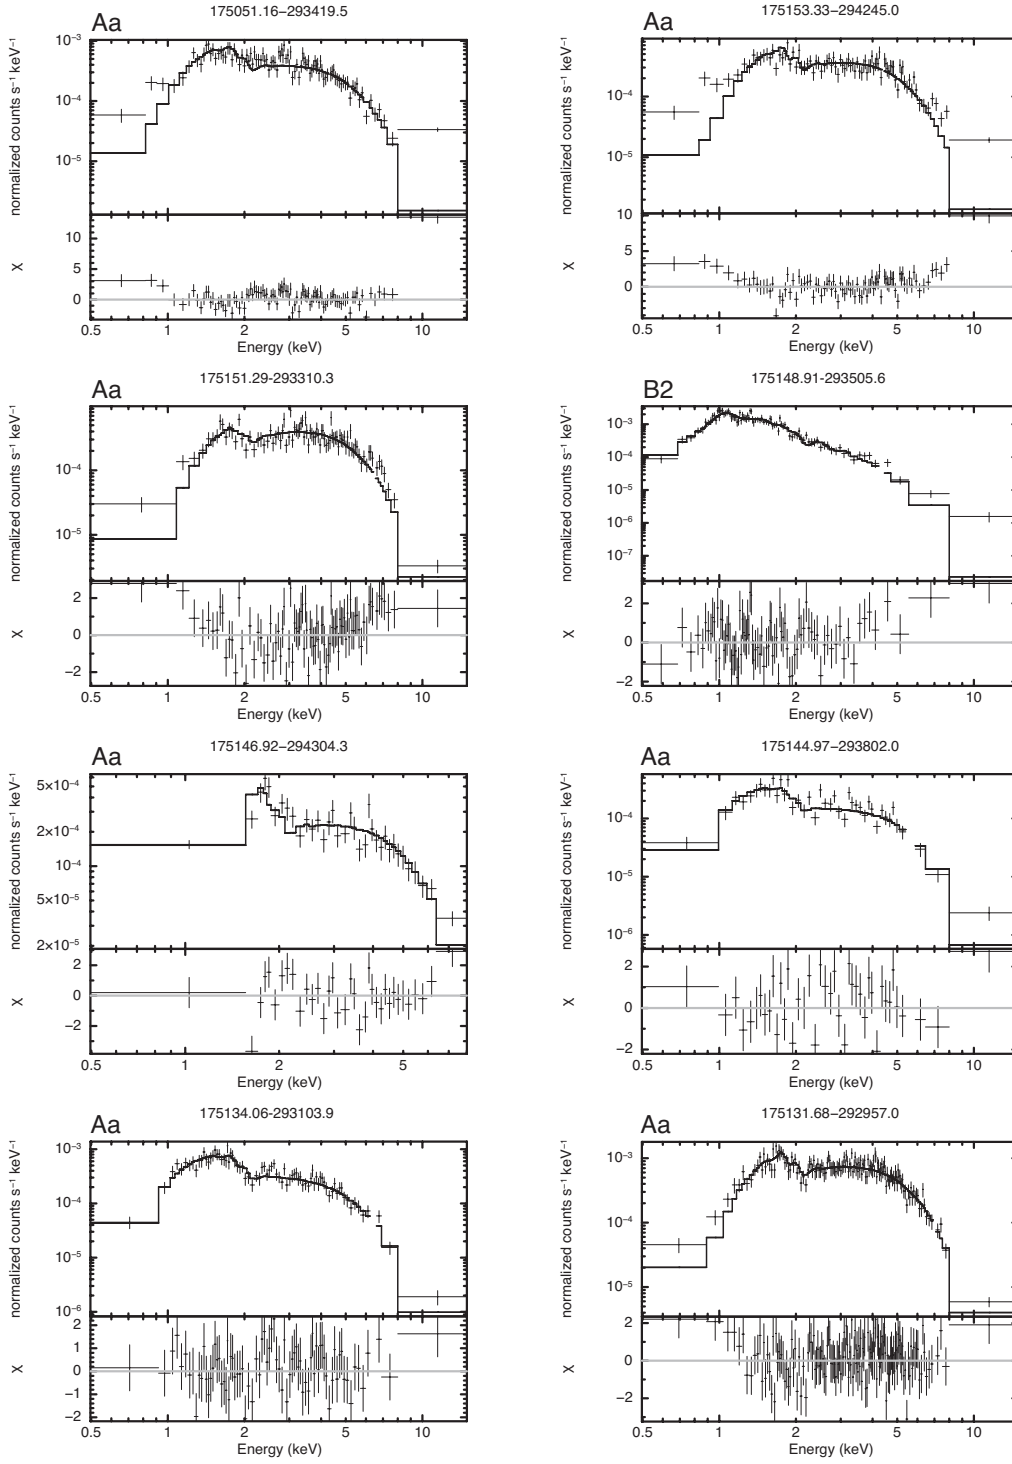 Aa 175051.16−293419.5
normalized counts s−1 keV−1
10−3
10−4
10−5
χ
10
5
0
0.5 1 2 5 10
Energy (keV)
Aa 175153.33−294245.0
normalized counts s−1 keV−1
10−4
10−5
χ
10
5
0
0.5 1 2 5 10
Energy (keV)
Aa 175151.29-293310.3
normalized counts s−1 keV−1
10−4
10−5
χ
2
0
−2
0.5 1 2 5 10
Energy (keV)
B2 175148.91-293505.6
normalized counts s−1 keV−1
10−3
10−4
10−5
10−6
10−7
χ
2
0
−2
0.5 1 2 5 10
Energy (keV)
Aa 175146.92−294304.3
normalized counts s−1 keV−1
5×10−4
2×10−4
10−4
5×10−5
2×10−5
χ
2
0
−2
0.5 1 2 5
Energy (keV)
Aa 175144.97−293802.0
normalized counts s−1 keV−1
10−4
10−5
10−6
χ
2
0
−2
0.5 1 2 5 10
Energy (keV)
Aa 175134.06-293103.9
normalized counts s−1 keV−1
10−3
10−4
10−5
10−6
χ
2
1
0
−1
−2
0.5 1 2 5 10
Energy (keV)
Aa 175131.68−292957.0
normalized counts s−1 keV−1
10−3
10−4
10−5
χ
2
0
−2
0.5 1 2 5 10
Energy (keV)